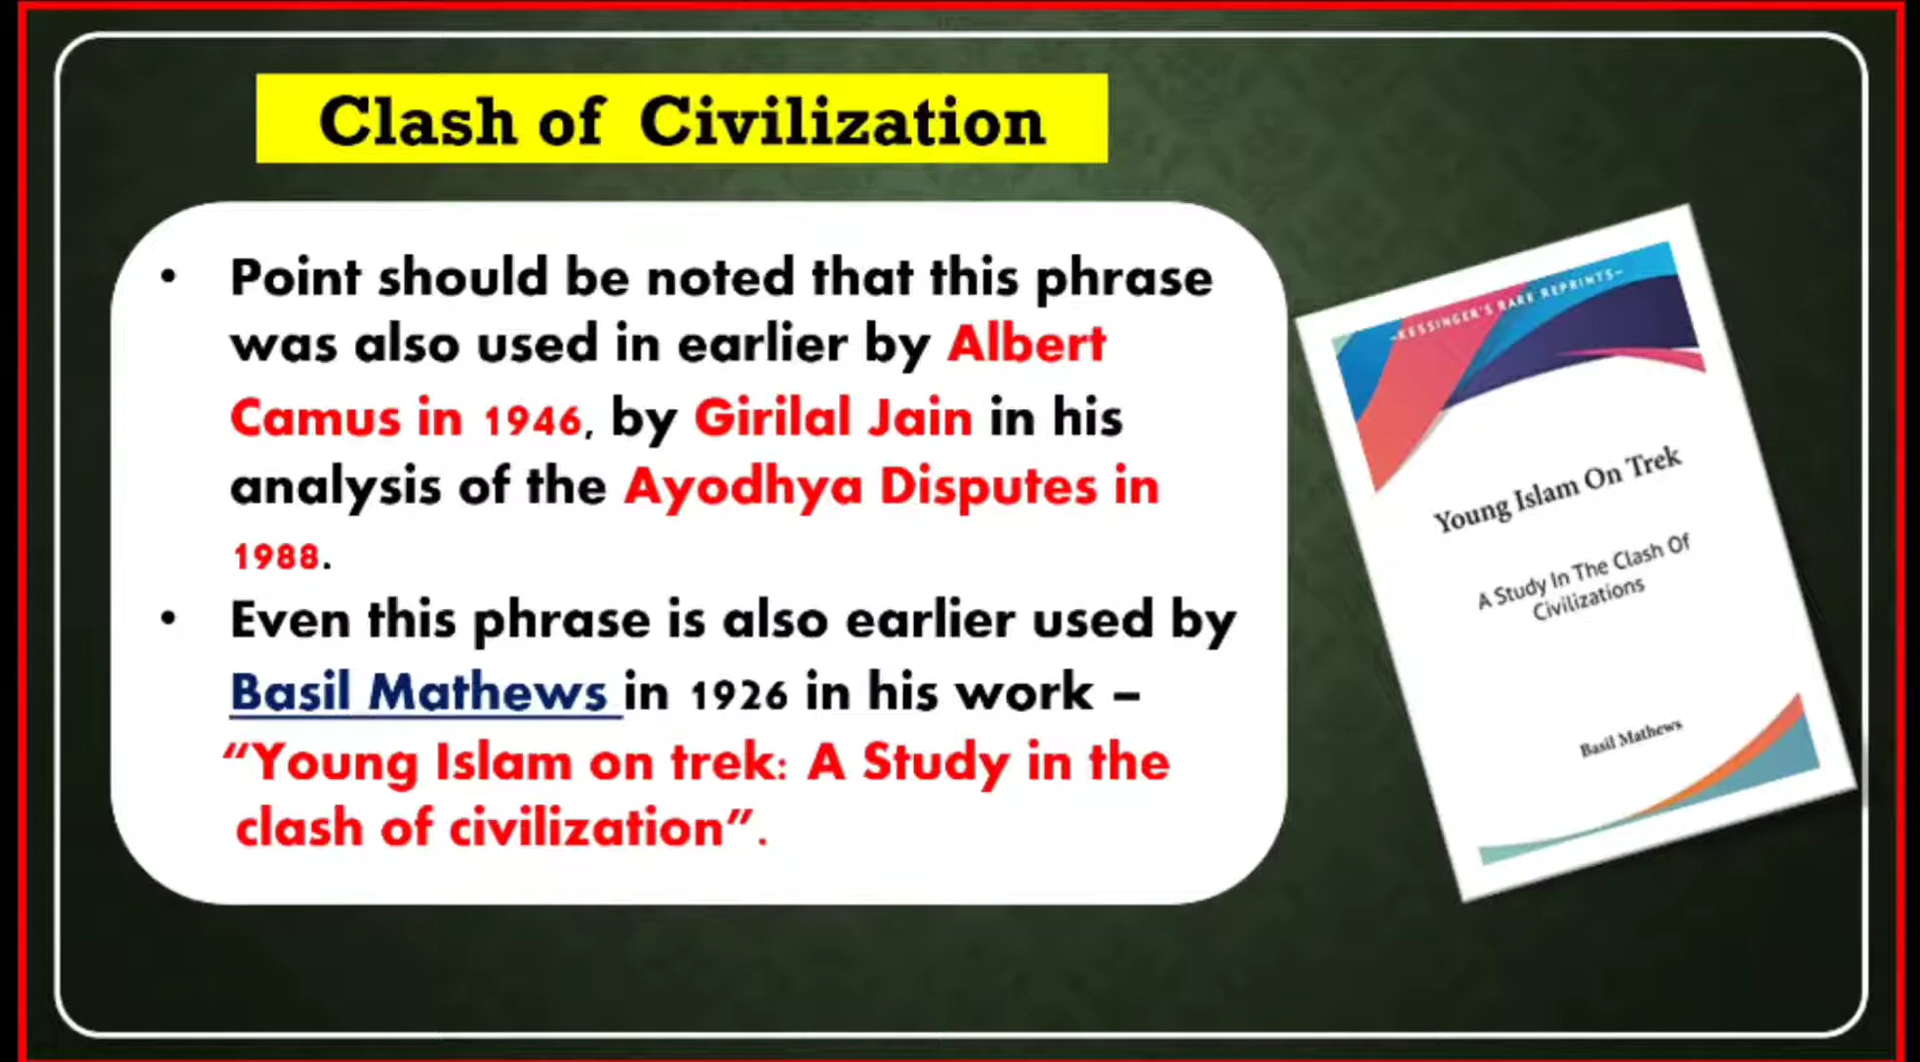 Clash of Civilization
• Point should be noted that this phrase
was also used in earlier by Albert
Camus in 1946, by Girilal Jain in his
analysis of the Ayodhya Disputes in
1988.
• Even this phrase is also earlier used by
Basil Mathews in 1926 in his work –
“Young Islam on trek: A Study in the
clash of civilization”.
~KESSINGER'S RARE REPRINTS~
Young Islam On Trek
A Study In The Clash Of
Civilizations
Basil Mathews